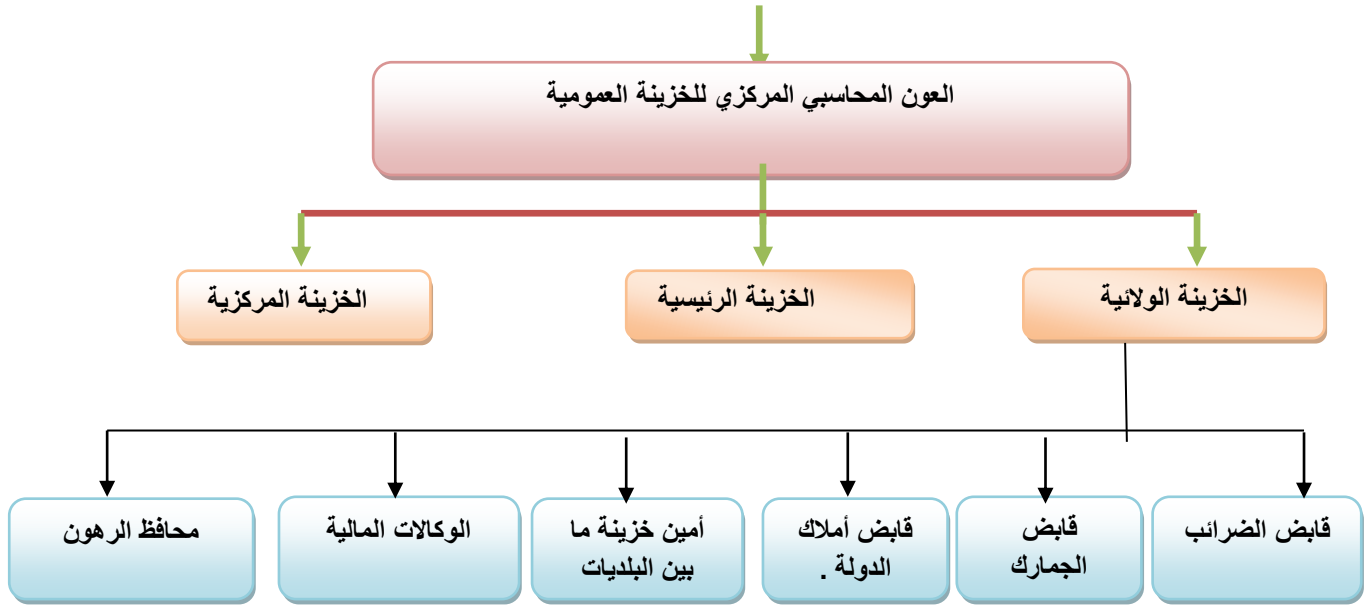 العون المحاسبي المركزي للخزينة العمومية
الخزينة الولائية
الخزينة الرئيسية
الخزينة المركزية
قابض الضرائب
قابض
الجمارك
قابض أملاك
الدولة .
أمين خزينة ما
بين البلديات
الوكالات المالية
محافظ الرهون